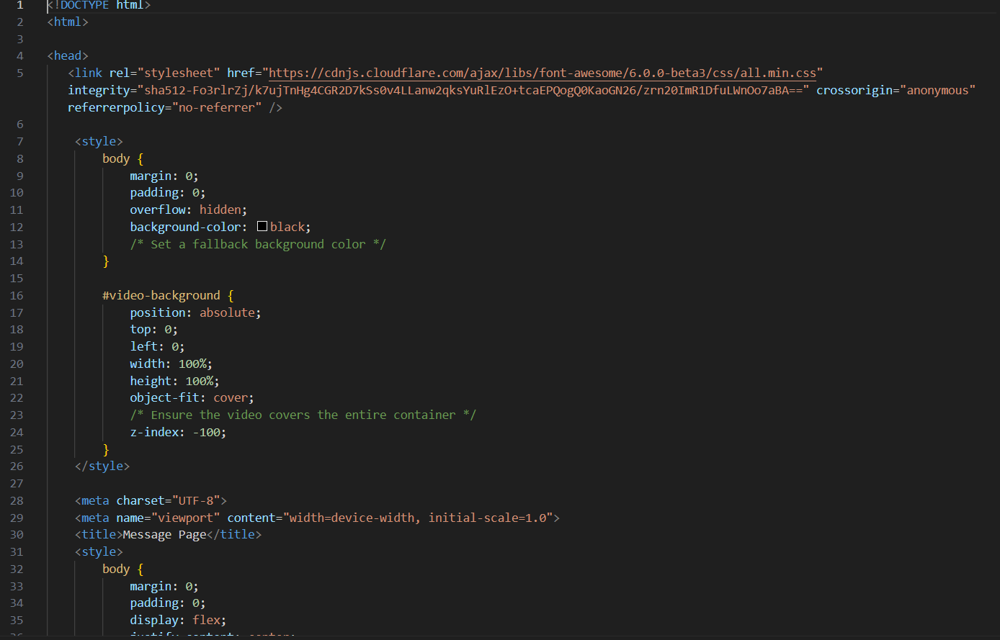 1 <!DOCTYPE html>
2 <html>
3
4 <head>
5 <link rel="stylesheet" href="https://cdnjs.cloudflare.com/ajax/libs/font-awesome/6.0.0-beta3/css/all.min.css"
integrity="sha512-Fo3rlrZj/k7ujTnHg4CGR2D7kSs0v4LLanw2qksYuRlEzO+tcaEPQogQ0KaoGN26/zrn20ImR1DfuLWnOo7aBA==" crossorigin="anonymous"
referrerpolicy="no-referrer" />
6
7 <style>
8 body {
9 margin: 0;
10 padding: 0;
11 overflow: hidden;
12 background-color: black;
13 /* Set a fallback background color */
14 }
15
16 #video-background {
17 position: absolute;
18 top: 0;
19 left: 0;
20 width: 100%;
21 height: 100%;
22 object-fit: cover;
23 /* Ensure the video covers the entire container */
24 z-index: -100;
25 }
26 </style>
27
28 <meta charset="UTF-8">
29 <meta name="viewport" content="width=device-width, initial-scale=1.0">
30 <title>Message Page</title>
31 <style>
32 body {
33 margin: 0;
34 padding: 0;
35 display: flex;